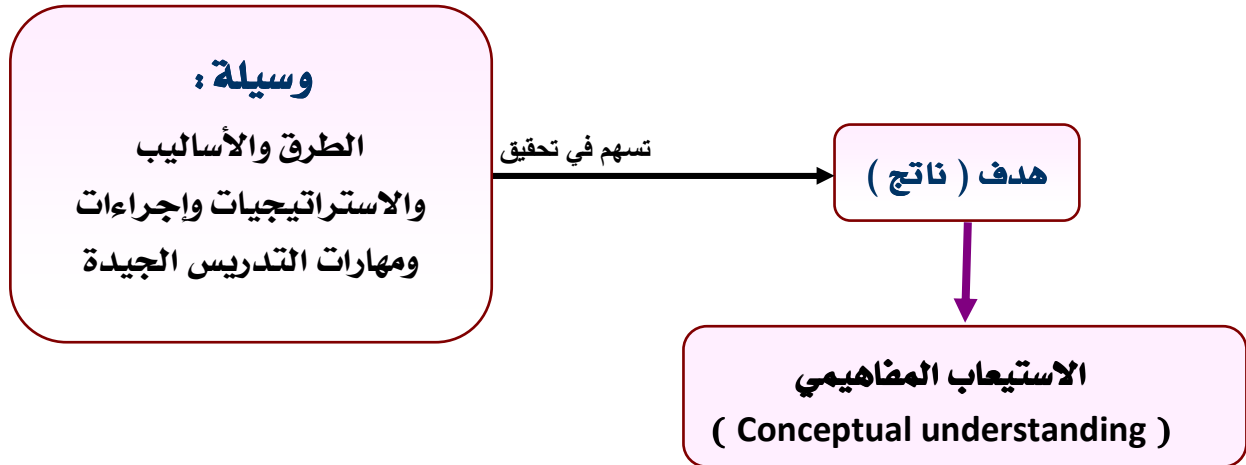 وسيلة :
الطرق والأساليب
والاستراتيجيات وإجراءات
ومهارات التدريس الجيدة
تسهم في تحقيق
هدف ( ناتج )
الاستيعاب المفاهيمي
( Conceptual understanding )